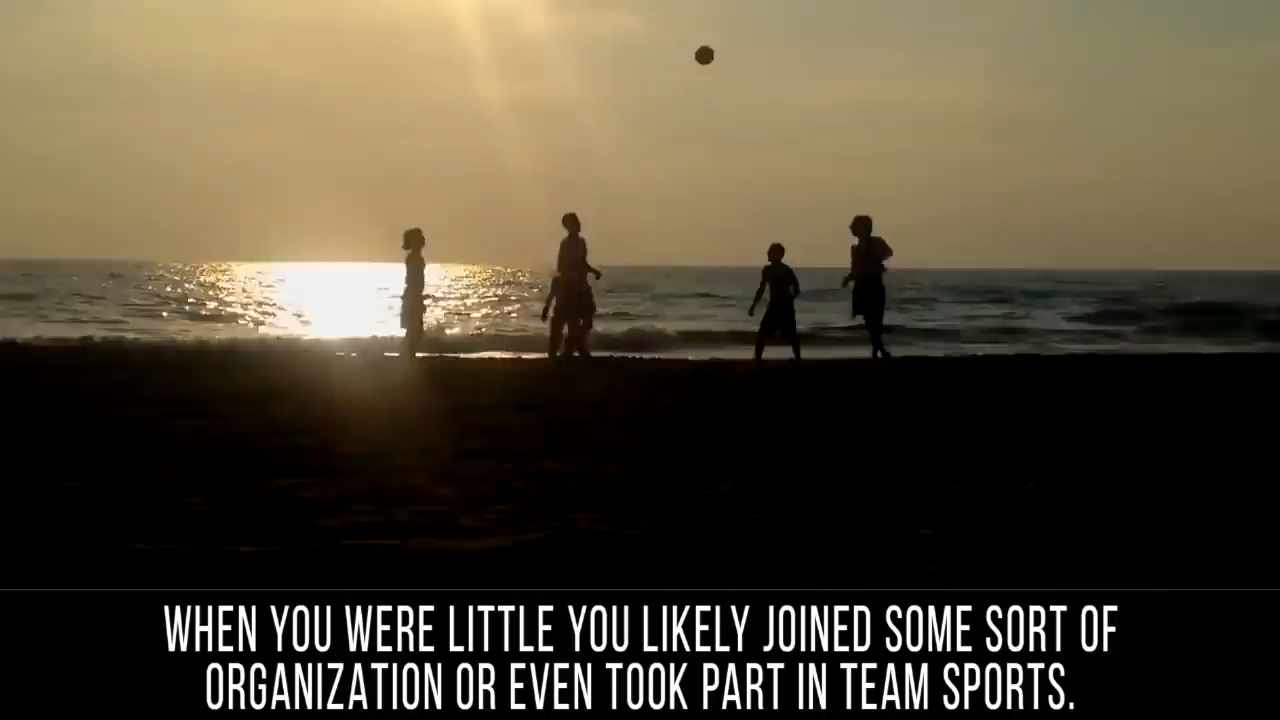 WHEN YOU WERE LITTLE YOU LIKELY JOINED SOME SORT OF
ORGANIZATION OR EVEN TOOK PART IN TEAM SPORTS.